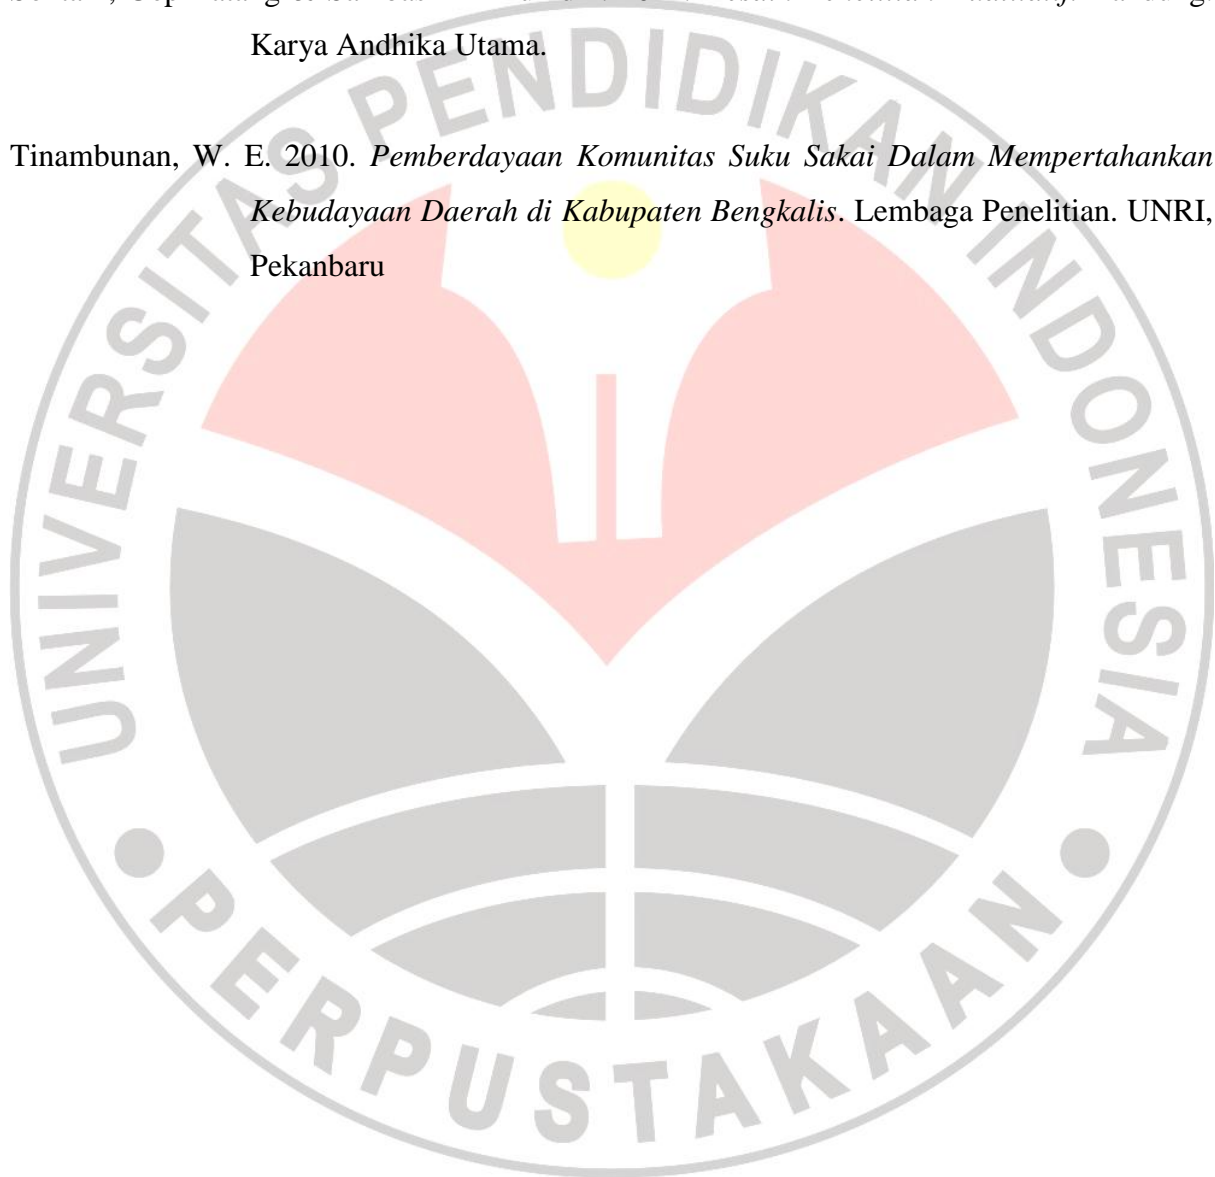 Karya Andhika Utama.
Tinambunan, W. E. 2010. Pemberdayaan Komunitas Suku Sakai Dalam Mempertahankan
Kebudayaan Daerah di Kabupaten Bengkalis. Lembaga Penelitian. UNRI,
Pekanbaru
UNIVERSITAS PENDIDIKAN INDONESIA
PERPUSTAKAAN